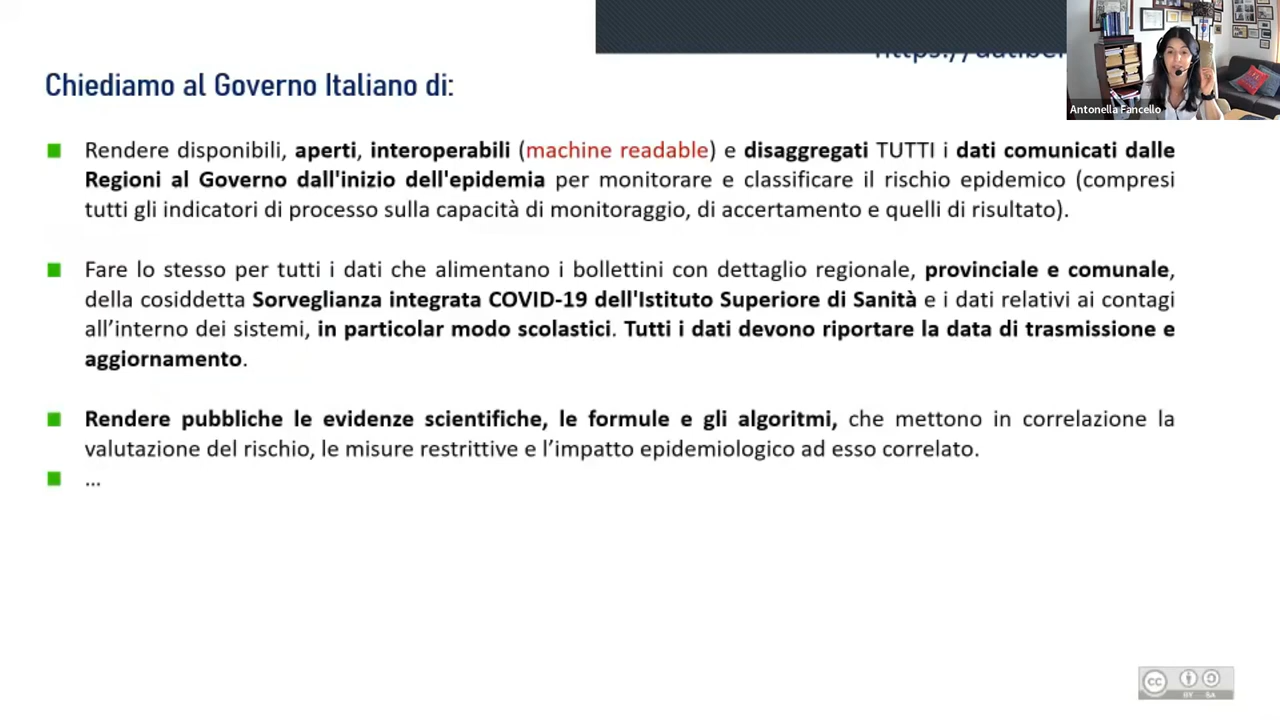 Chiediamo al Governo Italiano di:
Antonella Fancello
Rendere disponibili, aperti, interoperabili (machine readable) e disaggregati TUTTI i dati comunicati dalle
Regioni al Governo dall'inizio dell'epidemia per monitorare e classificare il rischio epidemico (compresi
tutti gli indicatori di processo sulla capacità di monitoraggio, di accertamento e quelli di risultato).
Fare lo stesso per tutti i dati che alimentano i bollettini con dettaglio regionale, provinciale e comunale,
della cosiddetta Sorveglianza integrata COVID-19 dell'Istituto Superiore di Sanità e i dati relativi ai contagi
all’interno dei sistemi, in particolar modo scolastici. Tutti i dati devono riportare la data di trasmissione e
aggiornamento.
Rendere pubbliche le evidenze scientifiche, le formule e gli algoritmi, che mettono in correlazione la
valutazione del rischio, le misure restrittive e l’impatto epidemiologico ad esso correlato.
...
cc
BY SA